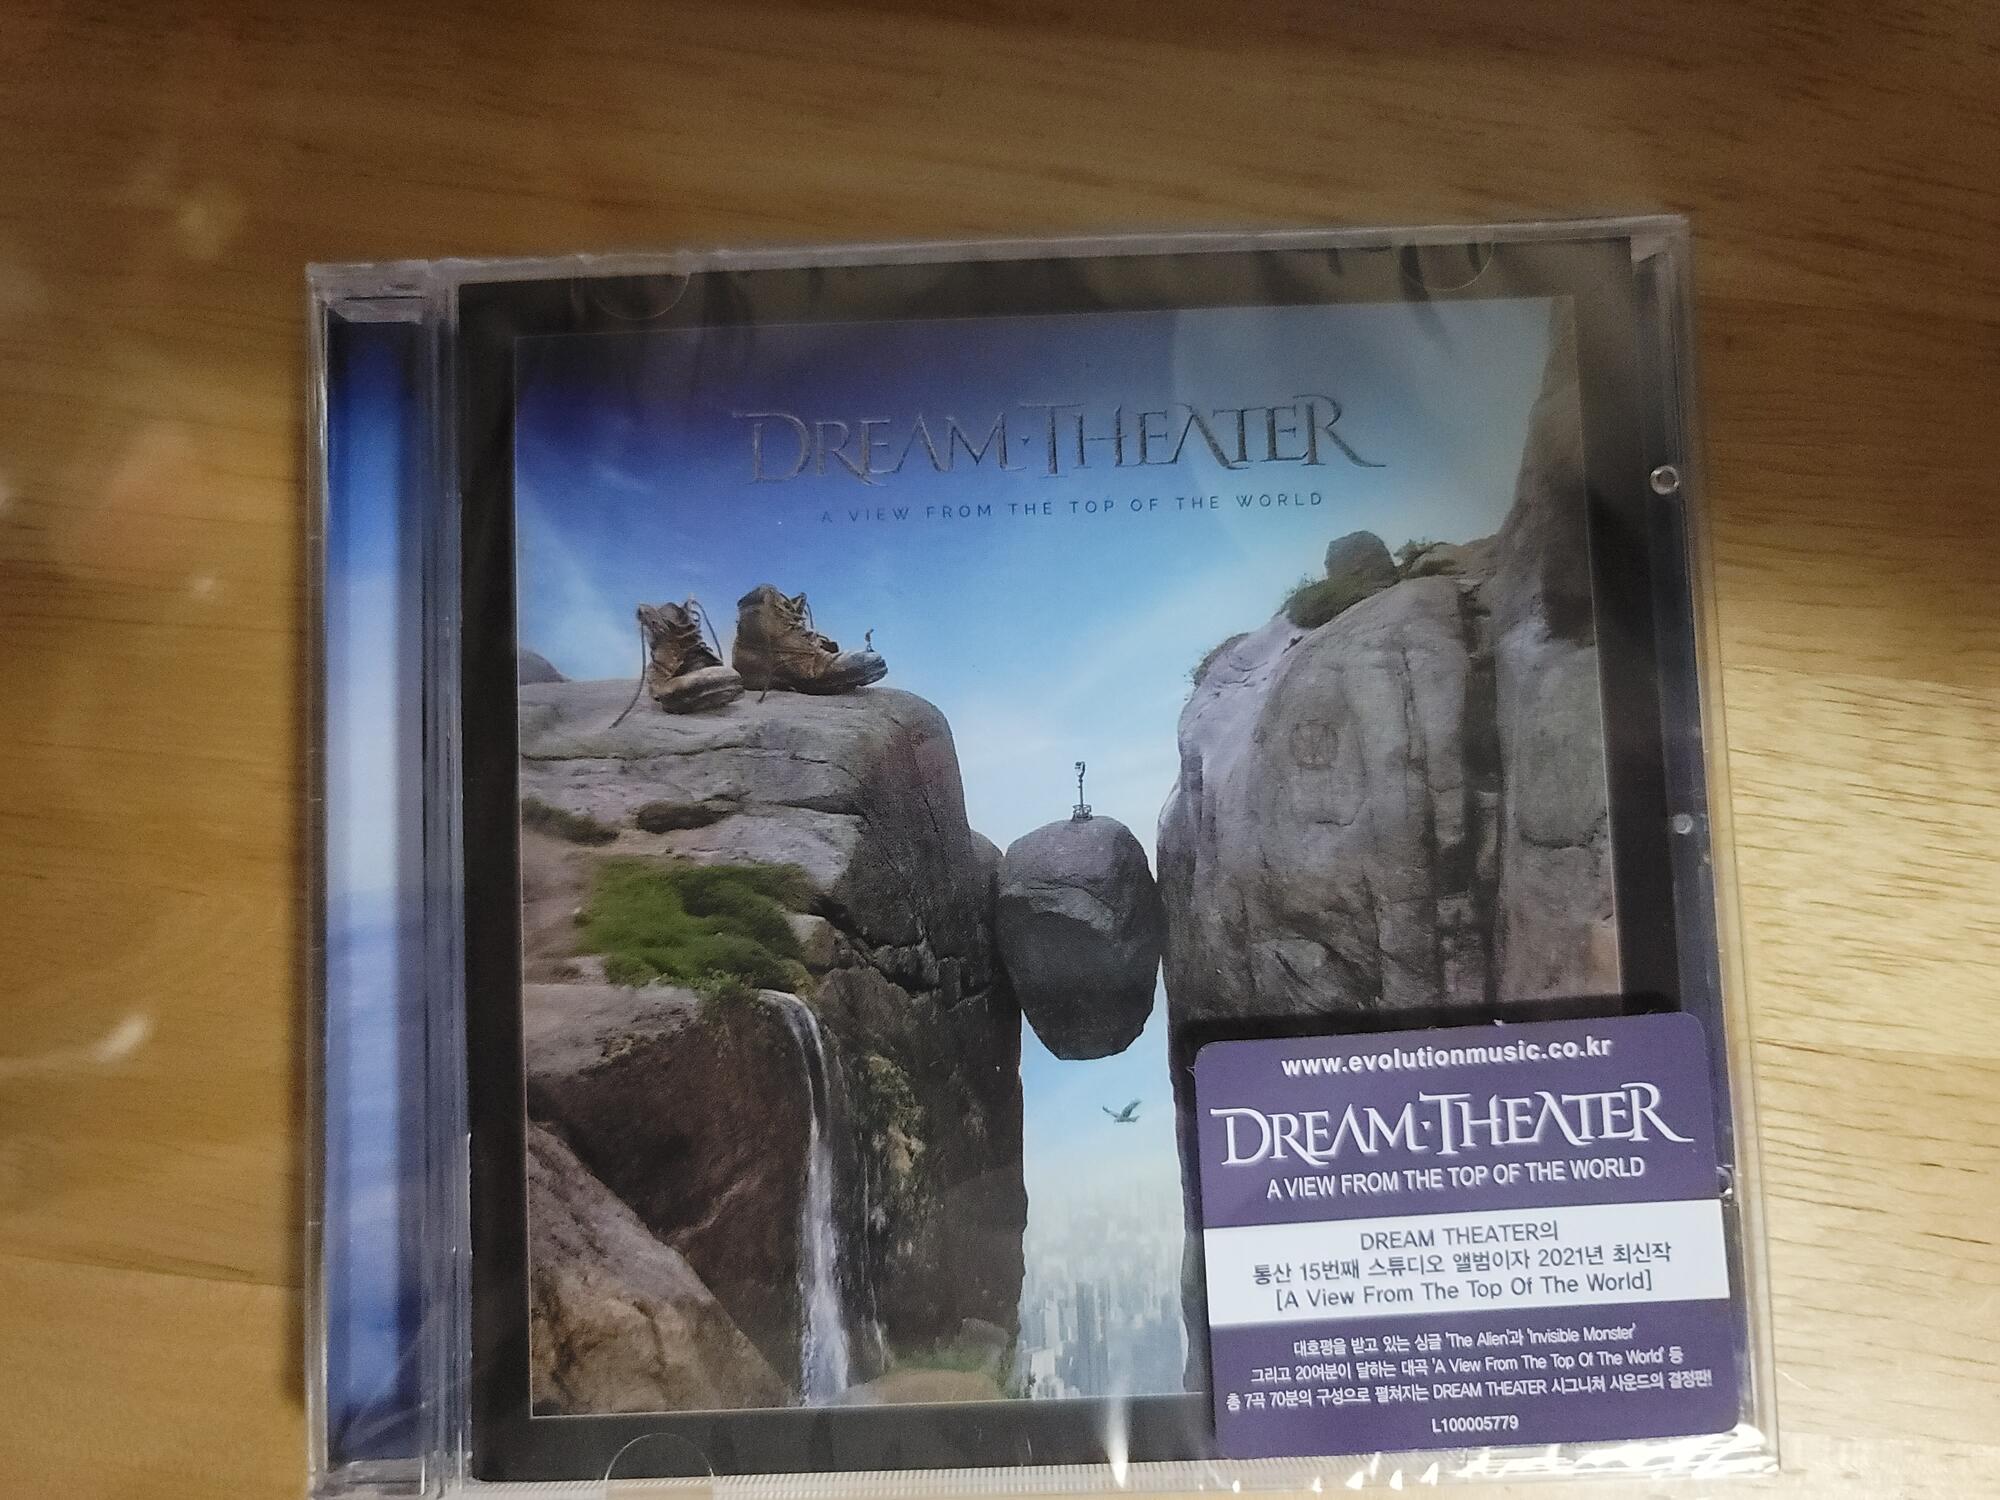 DREAM THEATER
A VIEW FROM THE TOP OF THE WORLD
www.evolutionmusic.co.kr
DREAM THEATER
A VIEW FROM THE TOP OF THE WORLD
DREAM THEATER의
통산 15번째 스튜디오 앨범이자 2021년 최신작
[A View From The Top Of The World]
대호평을 받고 있는 싱글 'The Alien'과 'Invisible Monster'
그리고 20여분이 달하는 대곡 'A View From The Top Of The World' 등
총 7곡 70분의 구성으로 펼쳐지는 DREAM THEATER 시그니쳐 사운드의 결정판!
L100005779